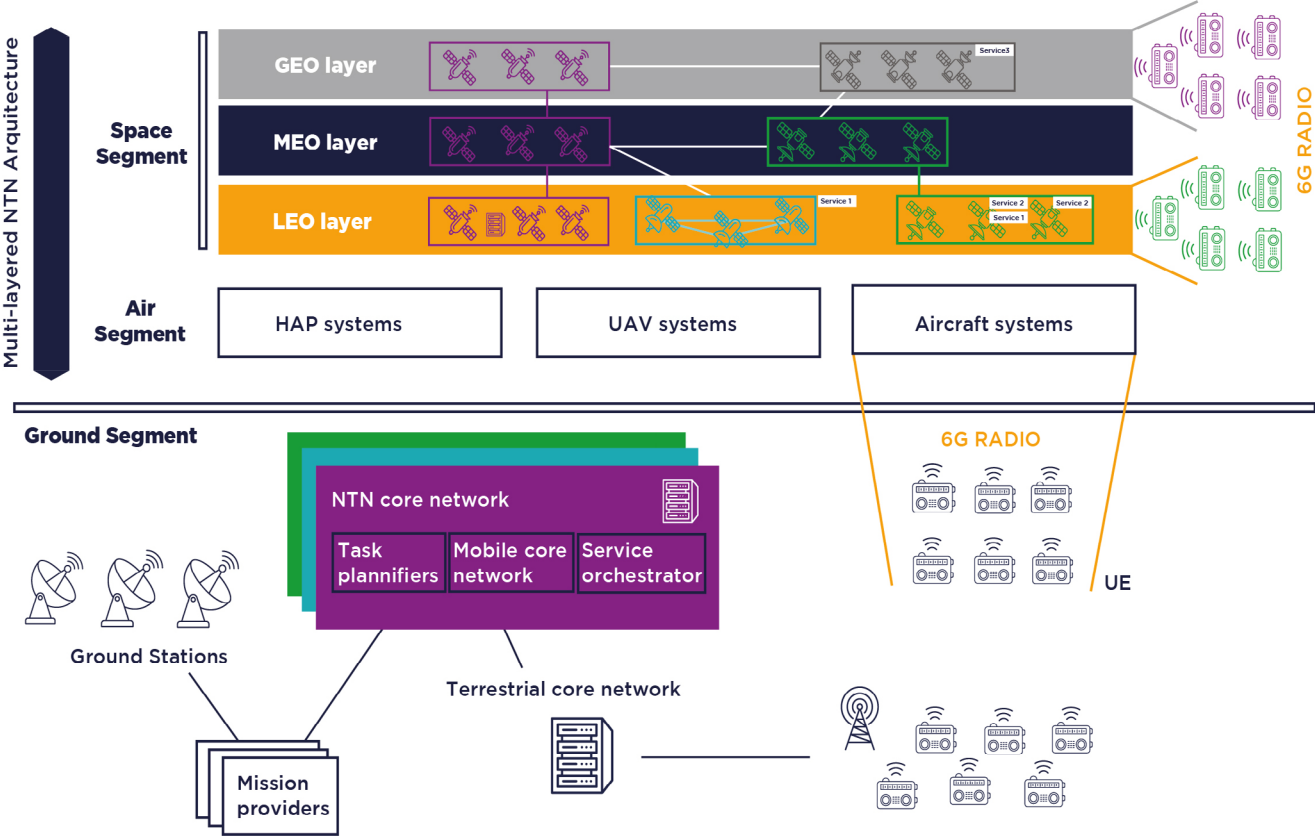 Multi-layered NTN Arquitecture
Space
Segment
GEO layer
Service3
MEO layer
LEO layer
Service 1
Service 2
Service 1
Service 2
6G RADIO
Air
Segment
HAP systems
UAV systems
Aircraft systems
Ground Segment
6G RADIO
NTN core network
Task
plannifiers
Mobile core
network
Service
orchestrator
UE
Ground Stations
Terrestrial core network
Mission
providers